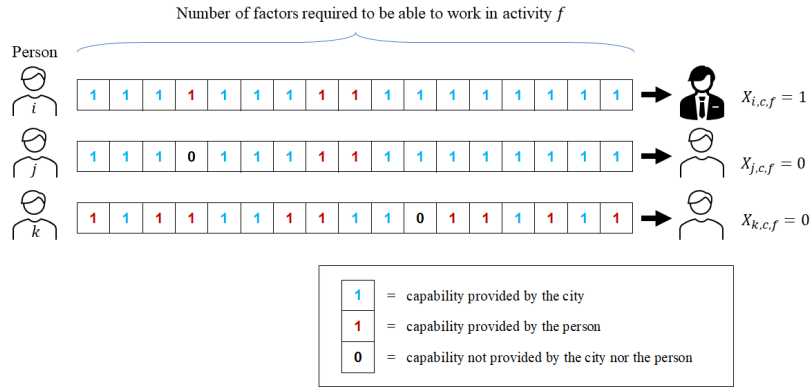 Number of factors required to be able to work in activity f
Person
i 1 1 1 1 1 1 1 1 1 1 1 1 1 1 1 1 1 X_{i,c,f} = 1
j 1 1 1 0 1 1 1 1 1 1 1 1 1 1 1 1 1 X_{j,c,f} = 0
k 1 1 1 1 1 1 1 1 1 1 0 1 1 1 1 1 1 X_{k,c,f} = 0
1 = capability provided by the city
1 = capability provided by the person
0 = capability not provided by the city nor the person